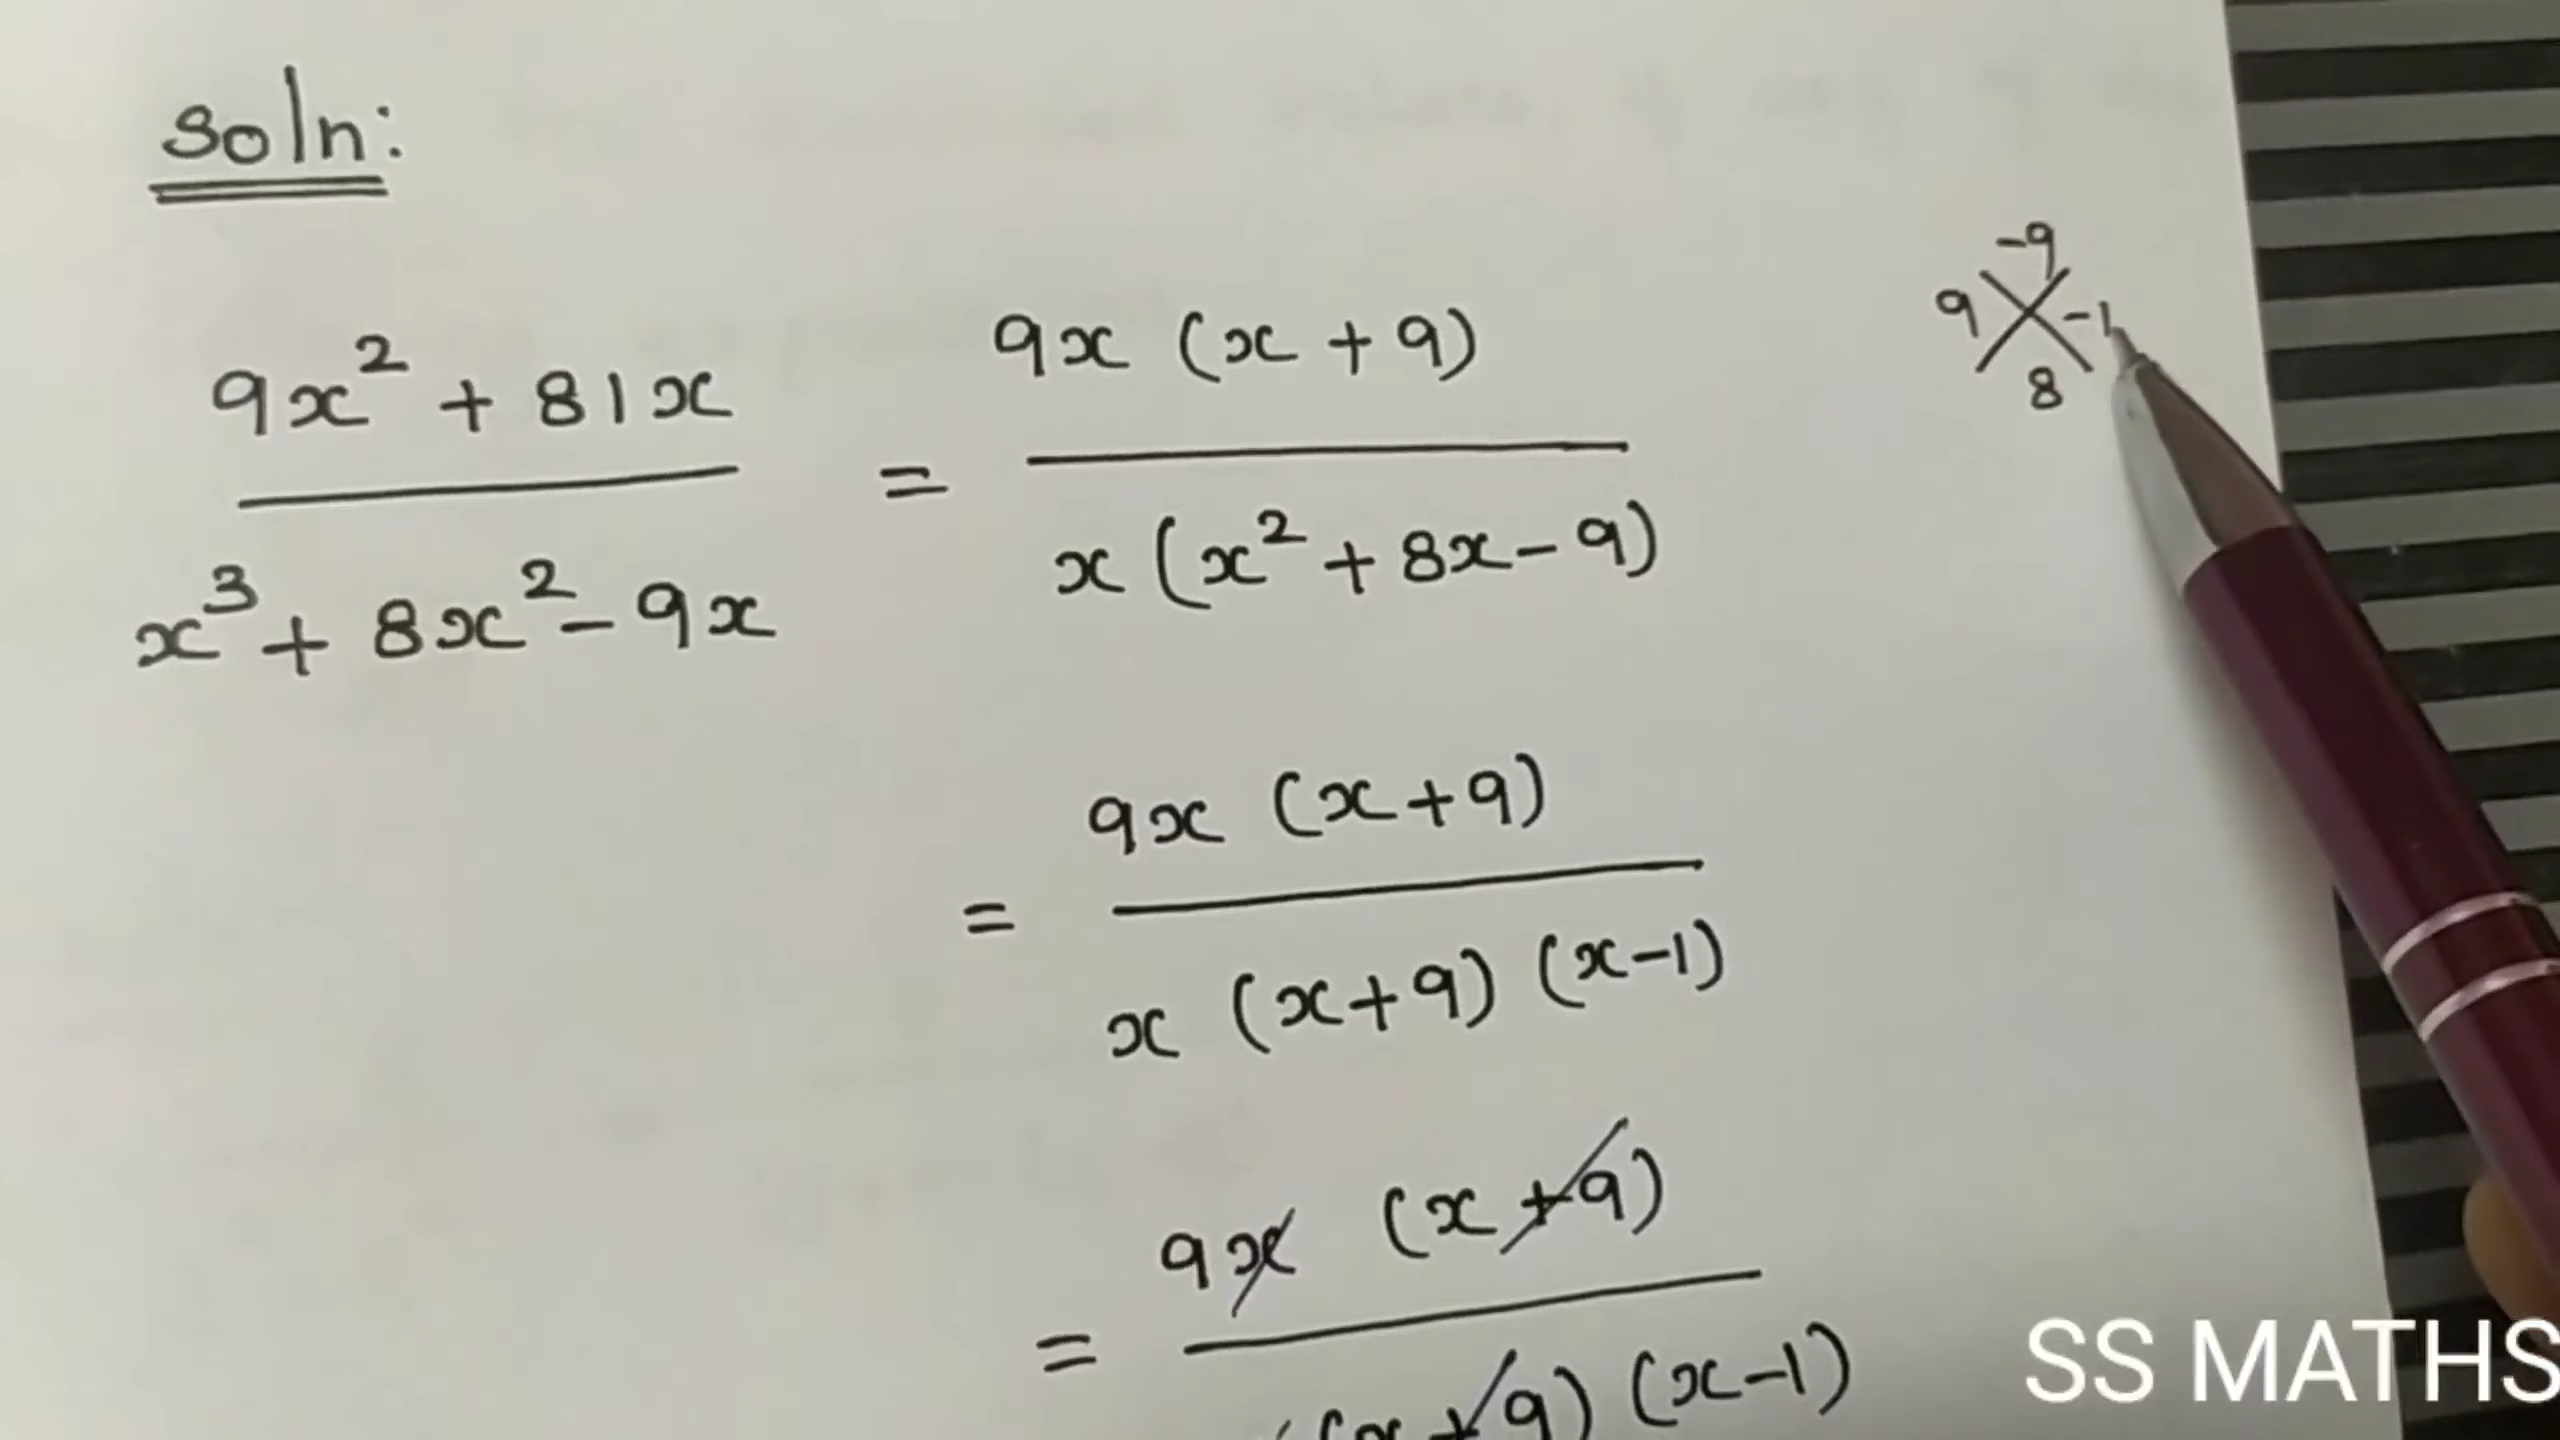 Soln:
9x² + 81x
x³ + 8x² - 9x
=
9x (x + 9)
x (x² + 8x - 9)
-9
9
-1
8
=
9x (x+9)
x (x+9) (x-1)
=
9x (x+9)
(x+9) (x-1)
SS MATHS